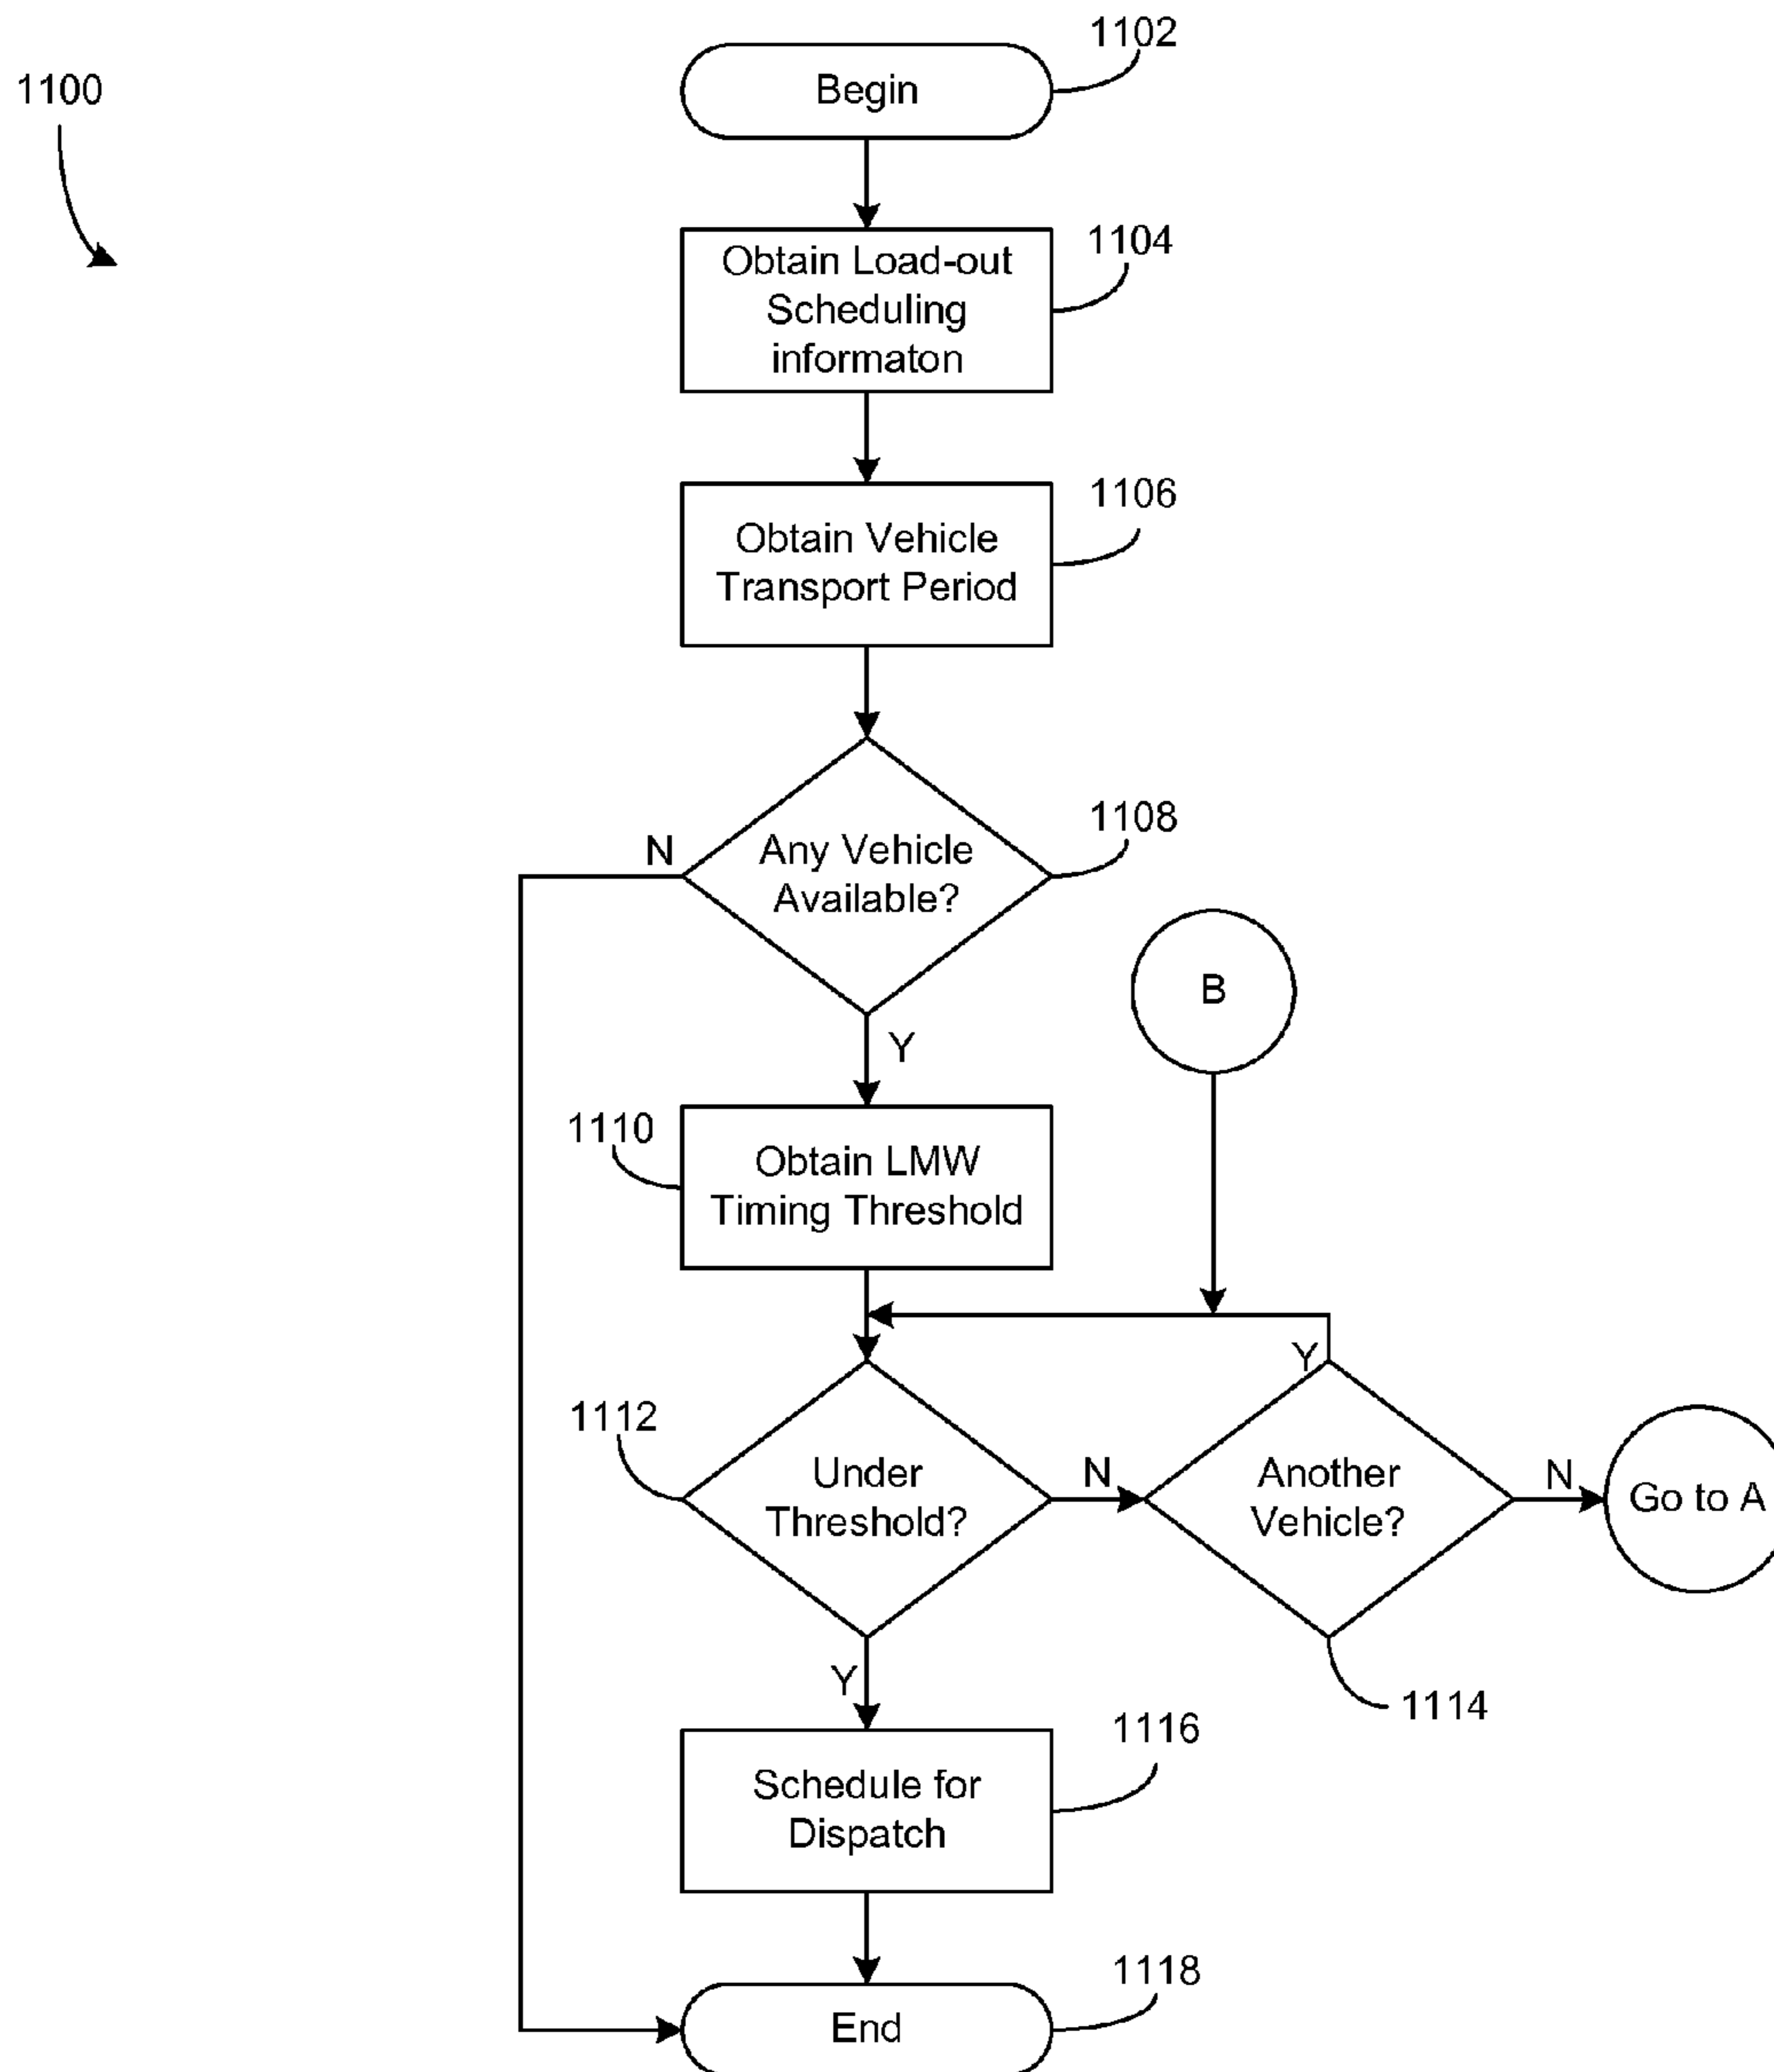 1102
Begin
1100
1104
Obtain Load-out
Scheduling
informaton
1106
Obtain Vehicle
Transport Period
1108
N
Any Vehicle
Available?
B
Y
1110
Obtain LMW
Timing Threshold
Y
1112
Under
Threshold?
N
Another
Vehicle?
N
Go to A
Y
1114
1116
Schedule for
Dispatch
1118
End